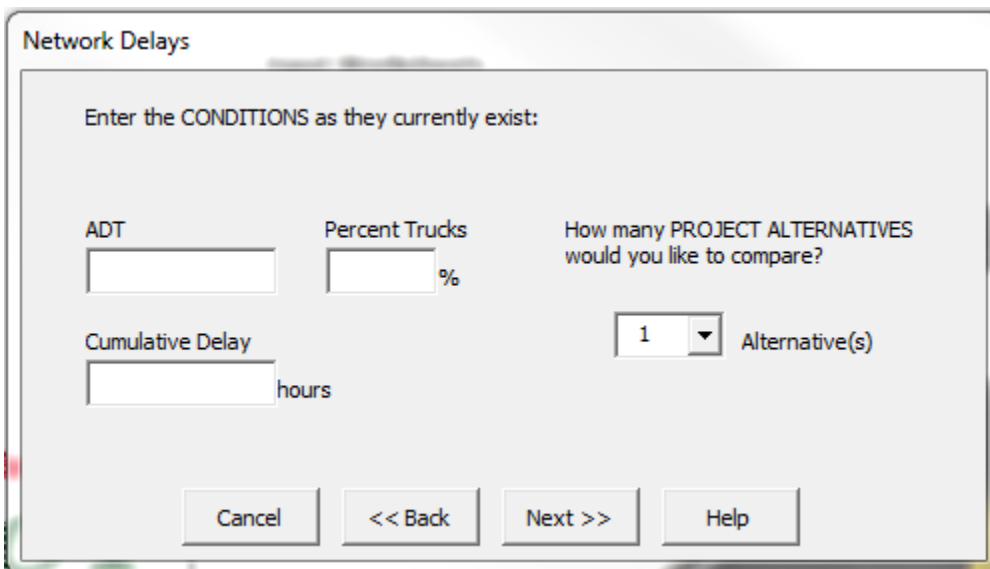 Network Delays
Enter the CONDITIONS as they currently exist:
ADT
Percent Trucks
%
How many PROJECT ALTERNATIVES
would you like to compare?
1
Alternative(s)
Cumulative Delay
hours
Cancel
<< Back
Next >>
Help